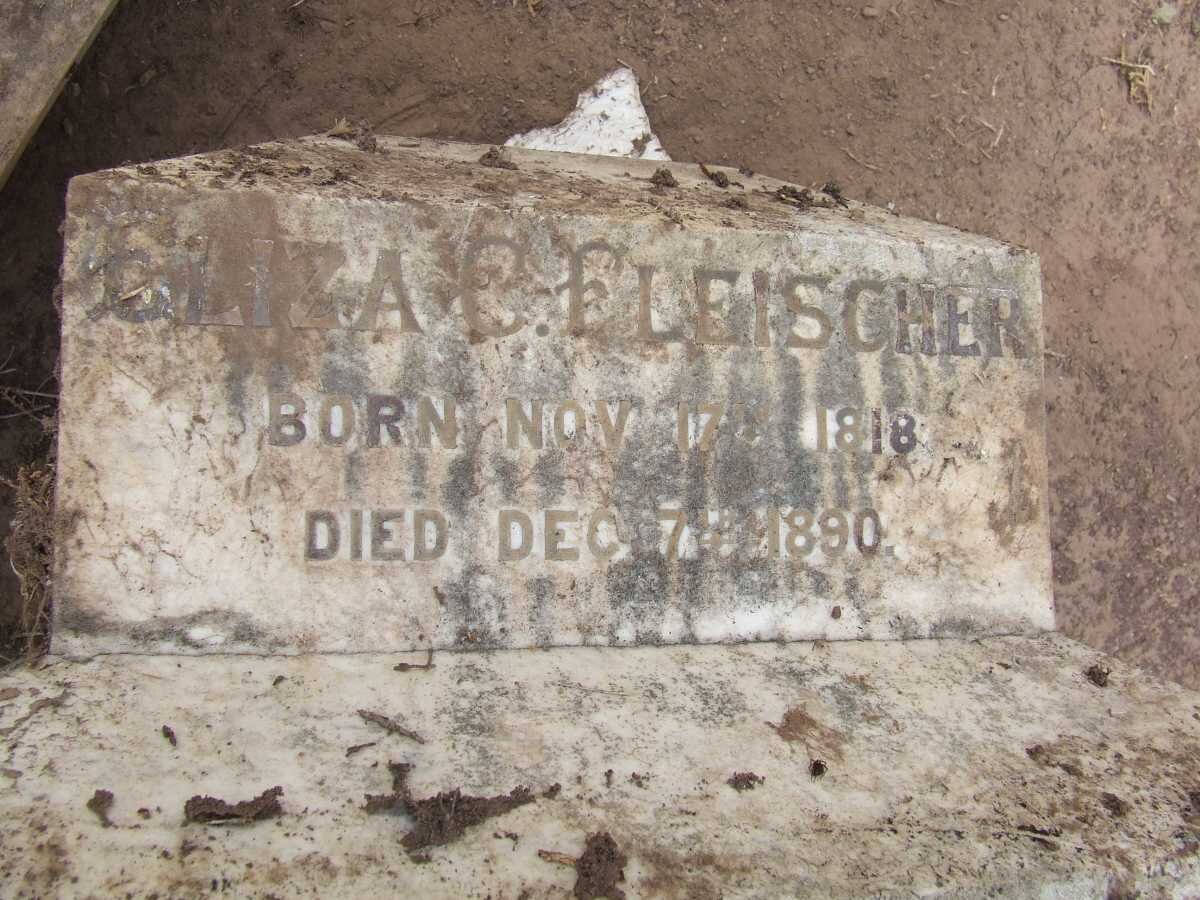 ELIZA C. FLEISCHER
BORN NOV 17TH 1818
DIED DEC 7TH 1890.